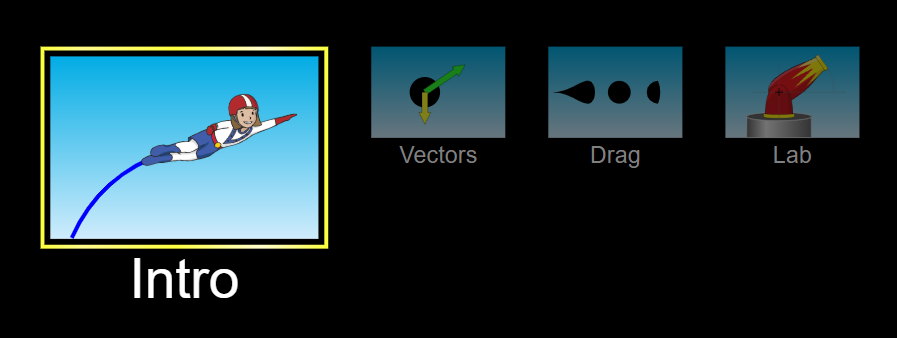 Intro
Vectors
Drag
Lab